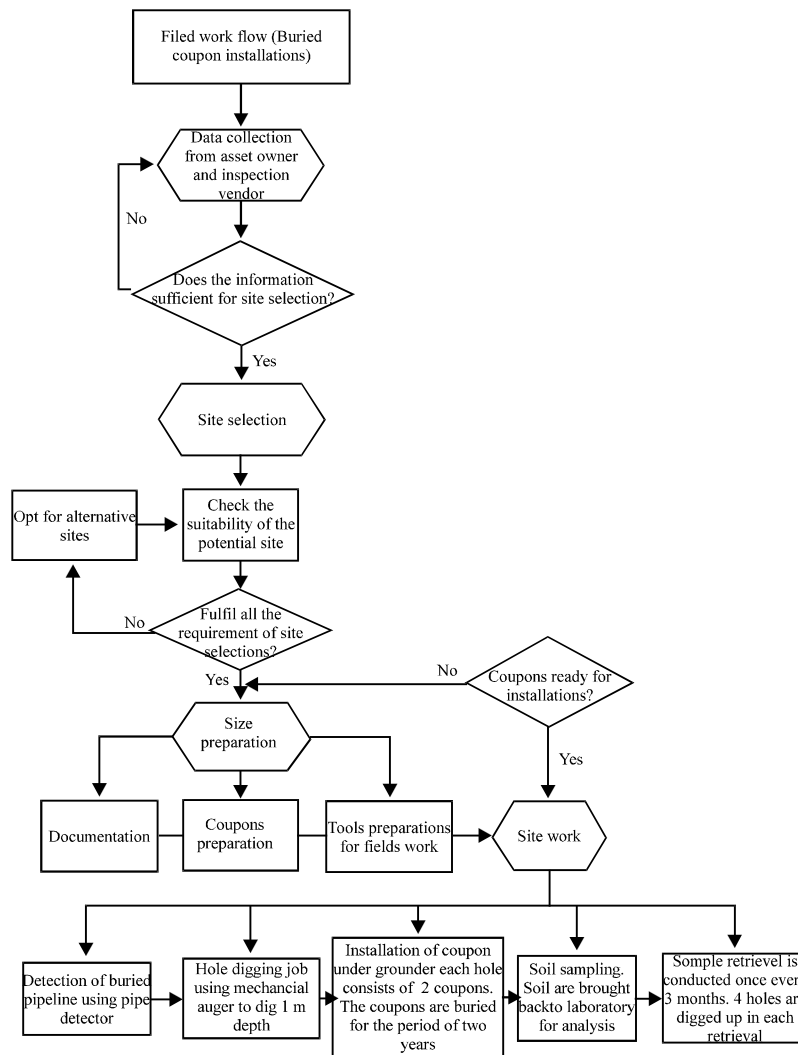 Filed work flow (Buried
coupon installations)
Data collection
from asset owner
and inspection
vendor
No
Does the information
sufficient for site selection?
Yes
Site selection
Opt for alternative
sites
Check the
suitability of the
potential site
No
Fulfil all the
requirement of site
selections?
Yes
No
Coupons ready for
installations?
Yes
Size
preparation
Documentation
Coupons
preparation
Tools preparations
for fields work
Site work
Detection of buried
pipeline using pipe
detector
Hole digging job
using mechancial
auger to dig 1 m
depth
Installation of coupon
under grounder each hole
consists of 2 coupons.
The coupons are buried
for the period of two
years
Soil sampling.
Soil are brought
backto laboratory
for analysis
Somple retrievel is
conducted once ever
3 months. 4 holes ar
digged up in each
retrieval